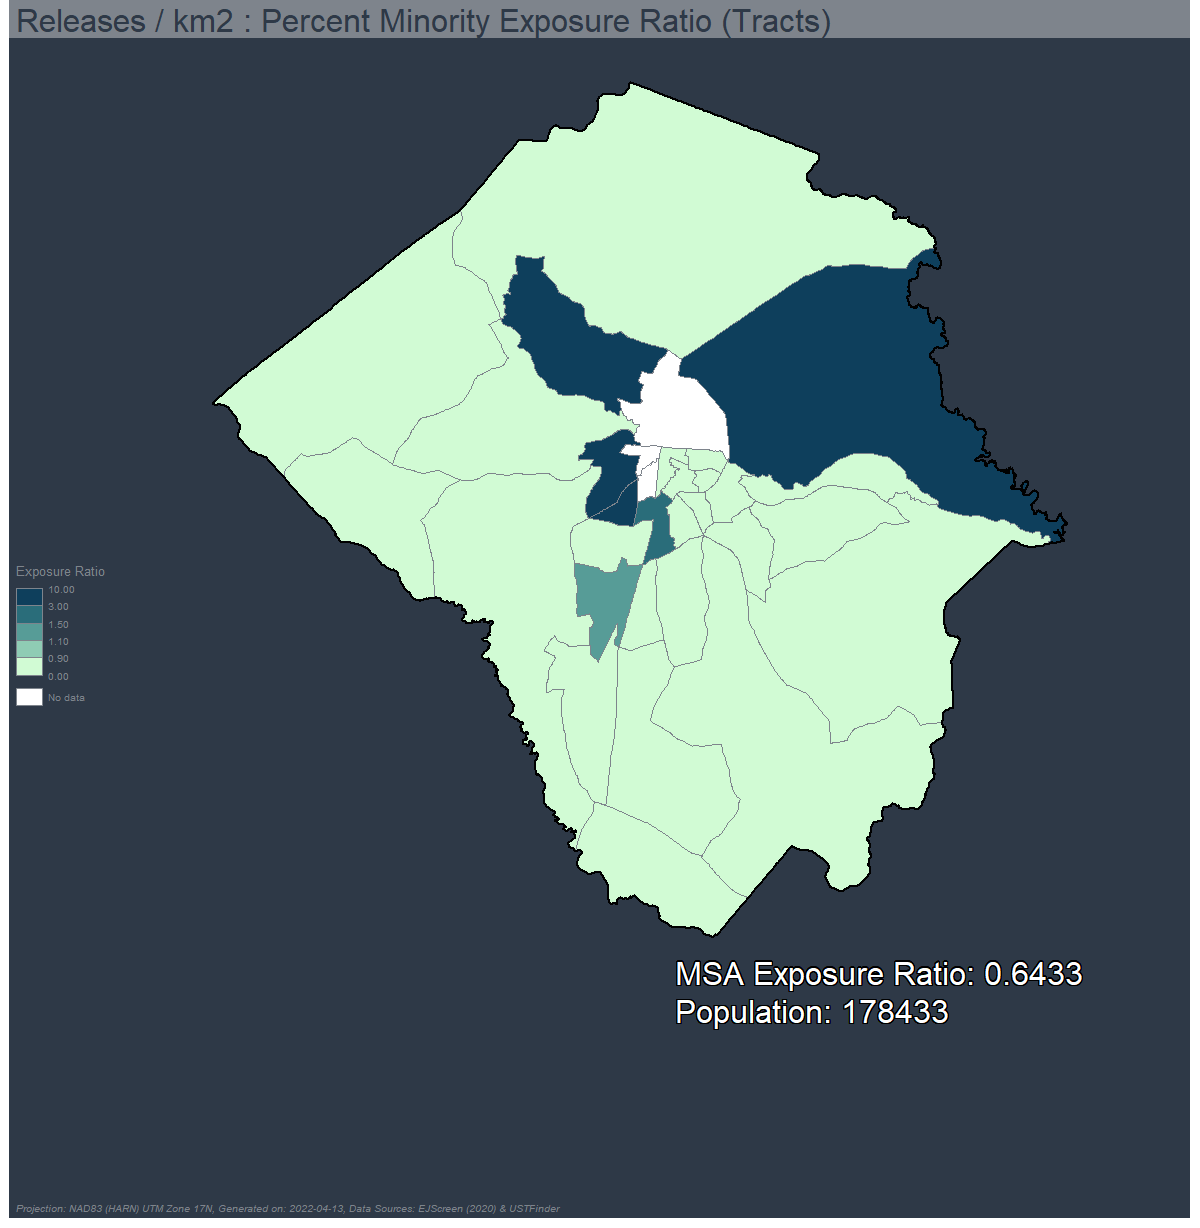 Releases / km2 : Percent Minority Exposure Ratio (Tracts)
Exposure Ratio
10.00
3.00
1.50
1.10
0.90
0.00
No data
MSA Exposure Ratio: 0.6433
Population: 178433
Projection: NAD83 (HARN) UTM Zone 17N, Generated on: 2022-04-13, Data Sources: EJScreen (2020) & USTFinder